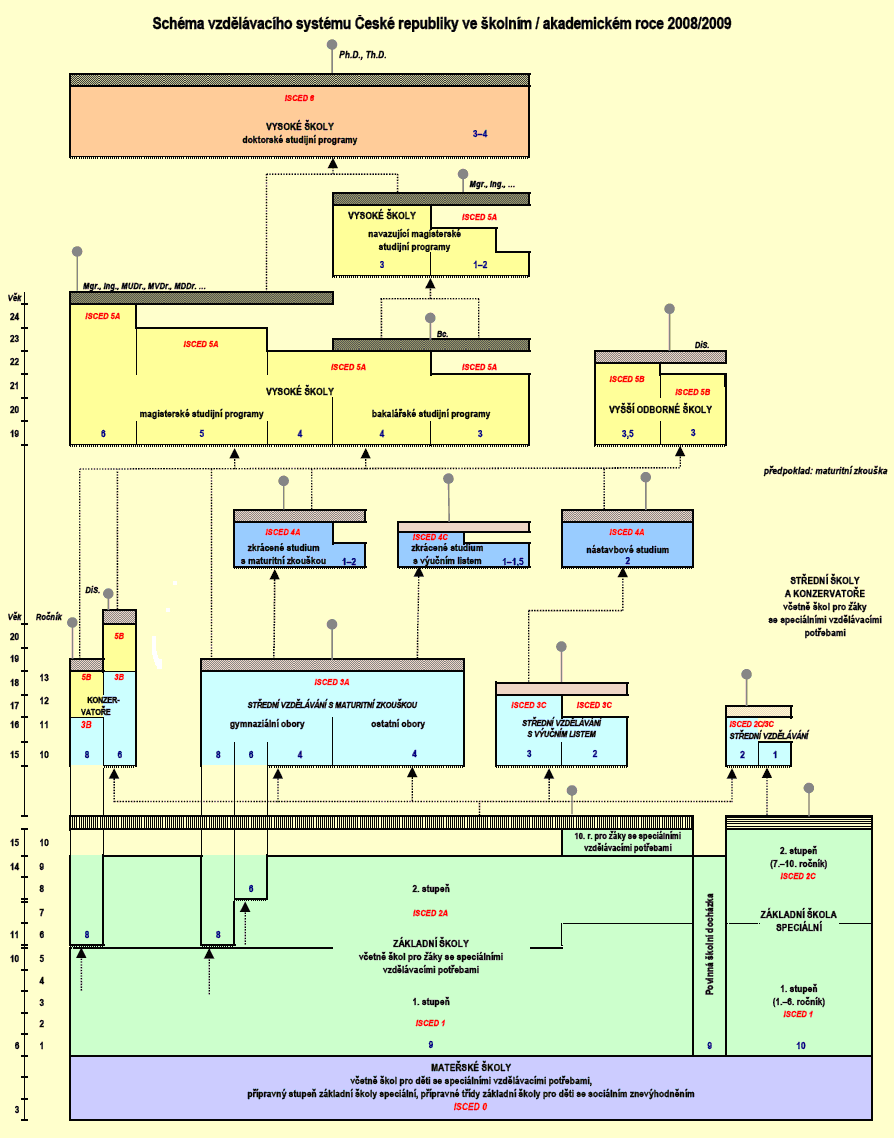 Schéma vzdělávacího systému České republiky ve školním / akademickém roce 2008/2009
Ph.D., Th.D.
ISCED 6
VYSOKÉ ŠKOLY
doktorské studijní programy
3–4
Mgr., Ing., ...
VYSOKÉ ŠKOLY
ISCED 5A
navazující magisterské
studijní programy
3
1–2
Mgr., Ing., MUDr., MVDr., MDDr. ...
Věk
24
23
22
21
20
19
ISCED 5A
ISCED 5A
ISCED 5A
Bc.
ISCED 5A
VYSOKÉ ŠKOLY
magisterské studijní programy
bakalářské studijní programy
6
5
4
4
3
DiS.
ISCED 5B
ISCED 5B
VYŠŠÍ ODBORNÉ ŠKOLY
3,5
3
předpoklad: maturitní zkouška
ISCED 4A
zkrácené studium
s maturitní zkouškou
1–2
ISCED 4C
zkrácené studium
s výučním listem
1–1,5
ISCED 4A
nástavbové studium
2
STŘEDNÍ ŠKOLY
A KONZERVATOŘE
včetně škol pro žáky
se speciálními vzdělávacími
potřebami
Věk
Ročník
20
19
18
17
16
15
13
12
11
10
DiS.
5B
5B
3B
KONZER-
VATOŘE
3B
8
6
ISCED 3A
STŘEDNÍ VZDĚLÁVÁNÍ S MATURITNÍ ZKOUŠKOU
gymnaziální obory
ostatní obory
8
6
4
4
ISCED 3C
ISCED 3C
STŘEDNÍ VZDĚLÁVÁNÍ
S VÝUČNÍM LISTEM
3
2
ISCED 2C/3C
STŘEDNÍ VZDĚLÁVÁNÍ
2
1
15
14
11
10
6
3
10
9
8
7
6
5
4
3
2
1
10. r. pro žáky se speciálními
vzdělávacími potřebami
8
8
6
2. stupeň
ISCED 2A
ZÁKLADNÍ ŠKOLY
včetně škol pro žáky se speciálními
vzdělávacími potřebami
1. stupeň
ISCED 1
9
Povinná školní docházka
9
2. stupeň
(7.–10. ročník)
ISCED 2C
ZÁKLADNÍ ŠKOLA
SPECIÁLNÍ
1. stupeň
(1.–6. ročník)
ISCED 1
10
MATEŘSKÉ ŠKOLY
včetně škol pro děti se speciálními vzdělávacími potřebami,
přípravný stupeň základní školy speciální, přípravné třídy základní školy pro děti se sociálním znevýhodněním
ISCED 0